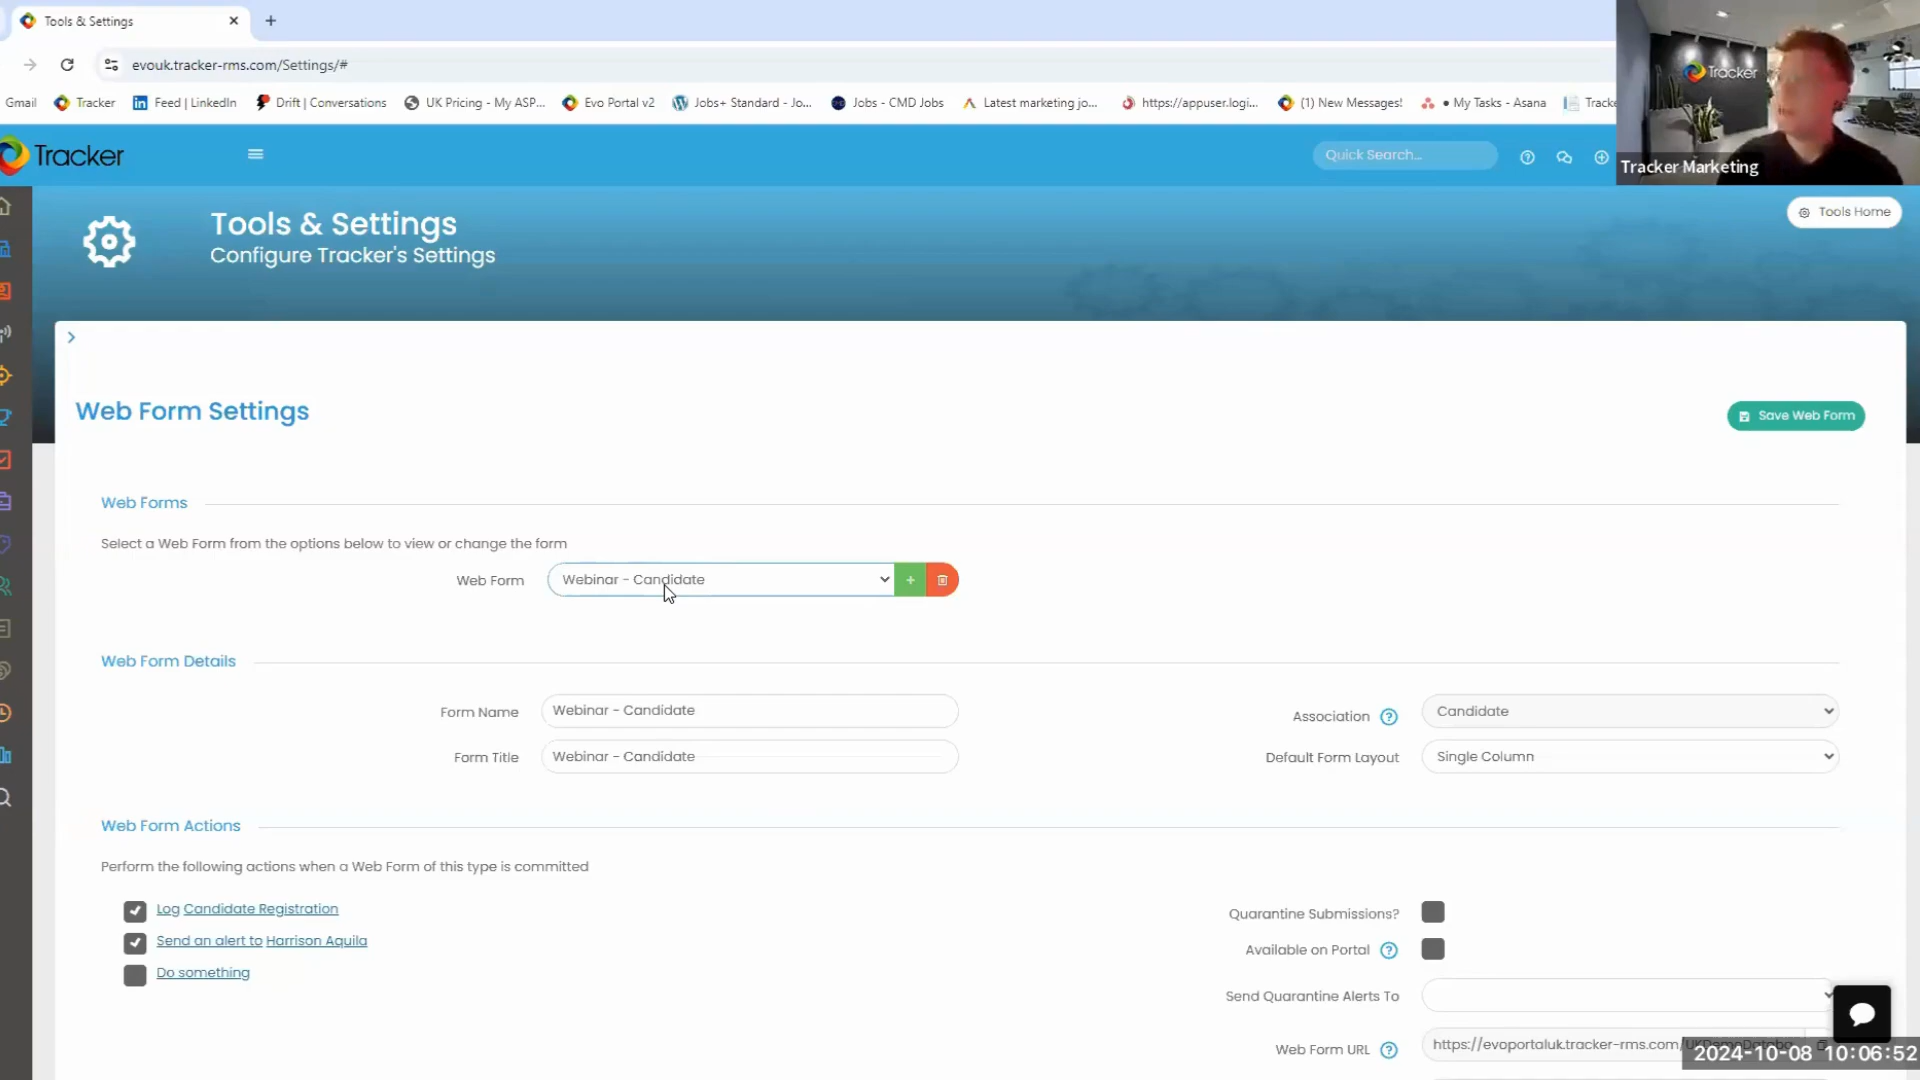 Tools & Settings
evouk.tracker-rms.com/Settings/#
Gmail
Tracker
Feed | LinkedIn
Drift | Conversations
UK Pricing - My ASP...
Evo Portal v2
Jobs+ Standard - Jo...
Jobs - CMD Jobs
Latest marketing jo...
https://appuser.logi...
(1) New Messages!
• My Tasks - Asana
Tracke
Tracker
Tracker Marketing
Tracker
Quick Search...
Tools & Settings
Configure Tracker's Settings
Tools Home
Web Form Settings
Save Web Form
Web Forms
Select a Web Form from the options below to view or change the form
Web Form
Webinar - Candidate
Web Form Details
Form Name
Webinar - Candidate
Association
Candidate
Form Title
Webinar - Candidate
Default Form Layout
Single Column
Web Form Actions
Perform the following actions when a Web Form of this type is committed
Log Candidate Registration
Quarantine Submissions?
Send an alert to Harrison Aquila
Available on Portal
Do something
Send Quarantine Alerts To
Web Form URL
https://evoportaluk.tracker-rms.com/
2024-10-08 10:06:52